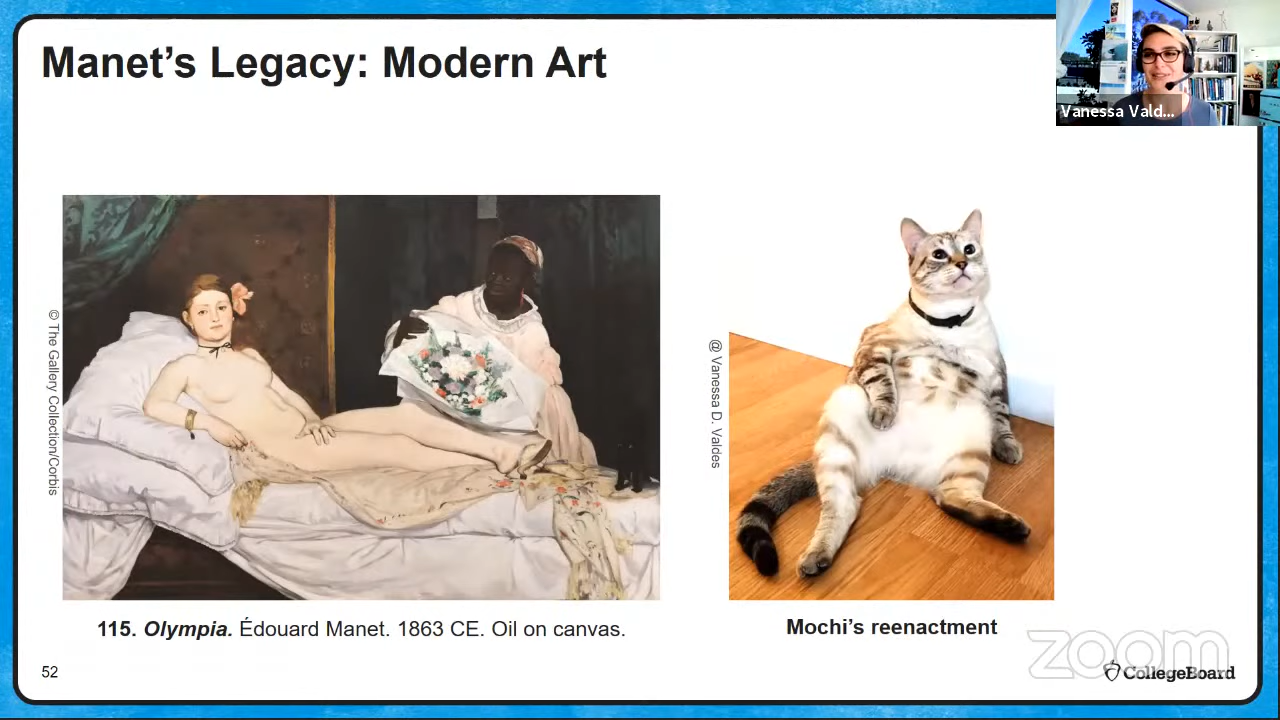 Manet's Legacy: Modern Art
Vanessa Vald...
© The Gallery Collection/Corbis
@ Vanessa D. Valdes
115. Olympia. Édouard Manet. 1863 CE. Oil on canvas.
Mochi's reenactment
52
zoom
CollegeBoard